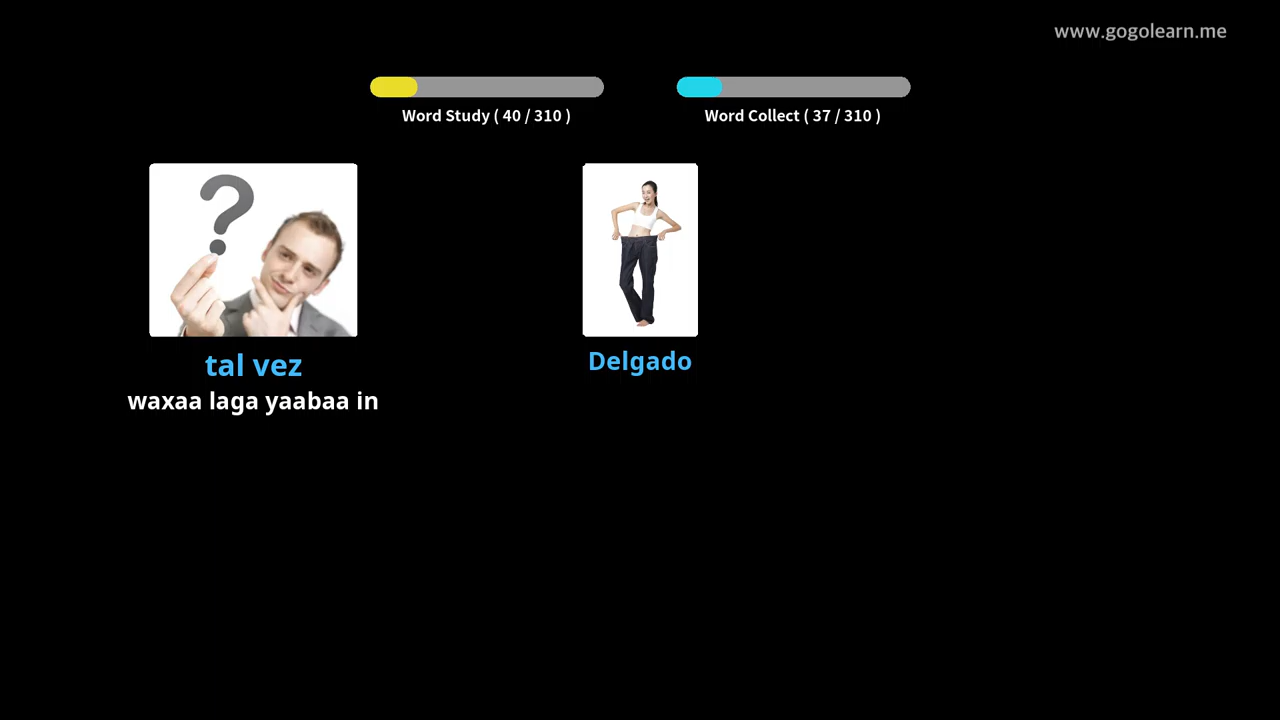 www.gogolearn.me
Word Study ( 40 / 310 )
Word Collect ( 37 / 310 )
?
tal vez
waxaa laga yaabaa in
Delgado